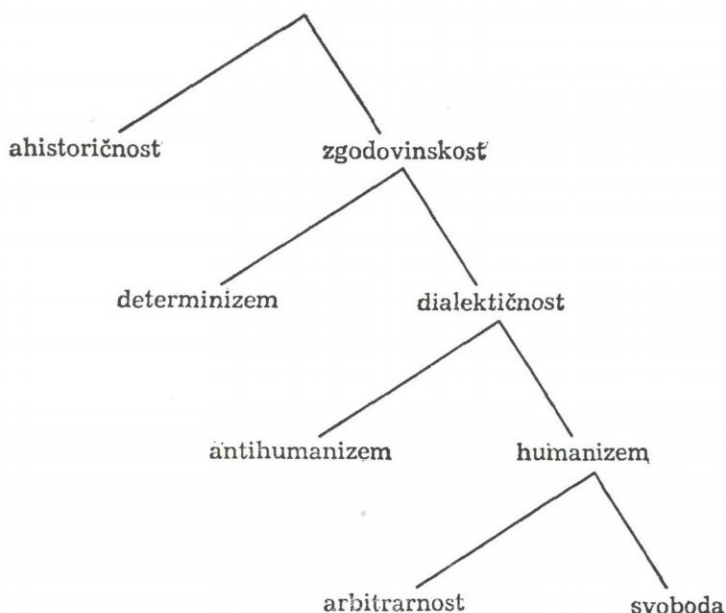 ahistoričnost zgodovinskost
determinizem dialektičnost
antihumanizem humanizem
arbitrarnost svoboda